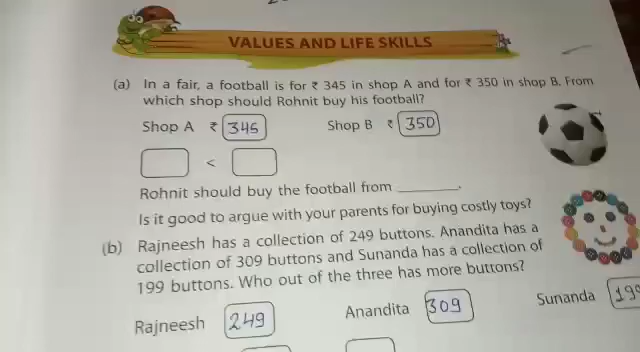 VALUES AND LIFE SKILLS
(a) In a fair, a football is for ₹ 345 in shop A and for ₹ 350 in shop B. From
which shop should Rohnit buy his football?
Shop A ₹ 345 Shop B ₹ 350
<
Rohnit should buy the football from ______.
Is it good to argue with your parents for buying costly toys?
(b) Rajneesh has a collection of 249 buttons. Anandita has a
collection of 309 buttons and Sunanda has a collection of
199 buttons. Who out of the three has more buttons?
Rajneesh 249 Anandita 309 Sunanda